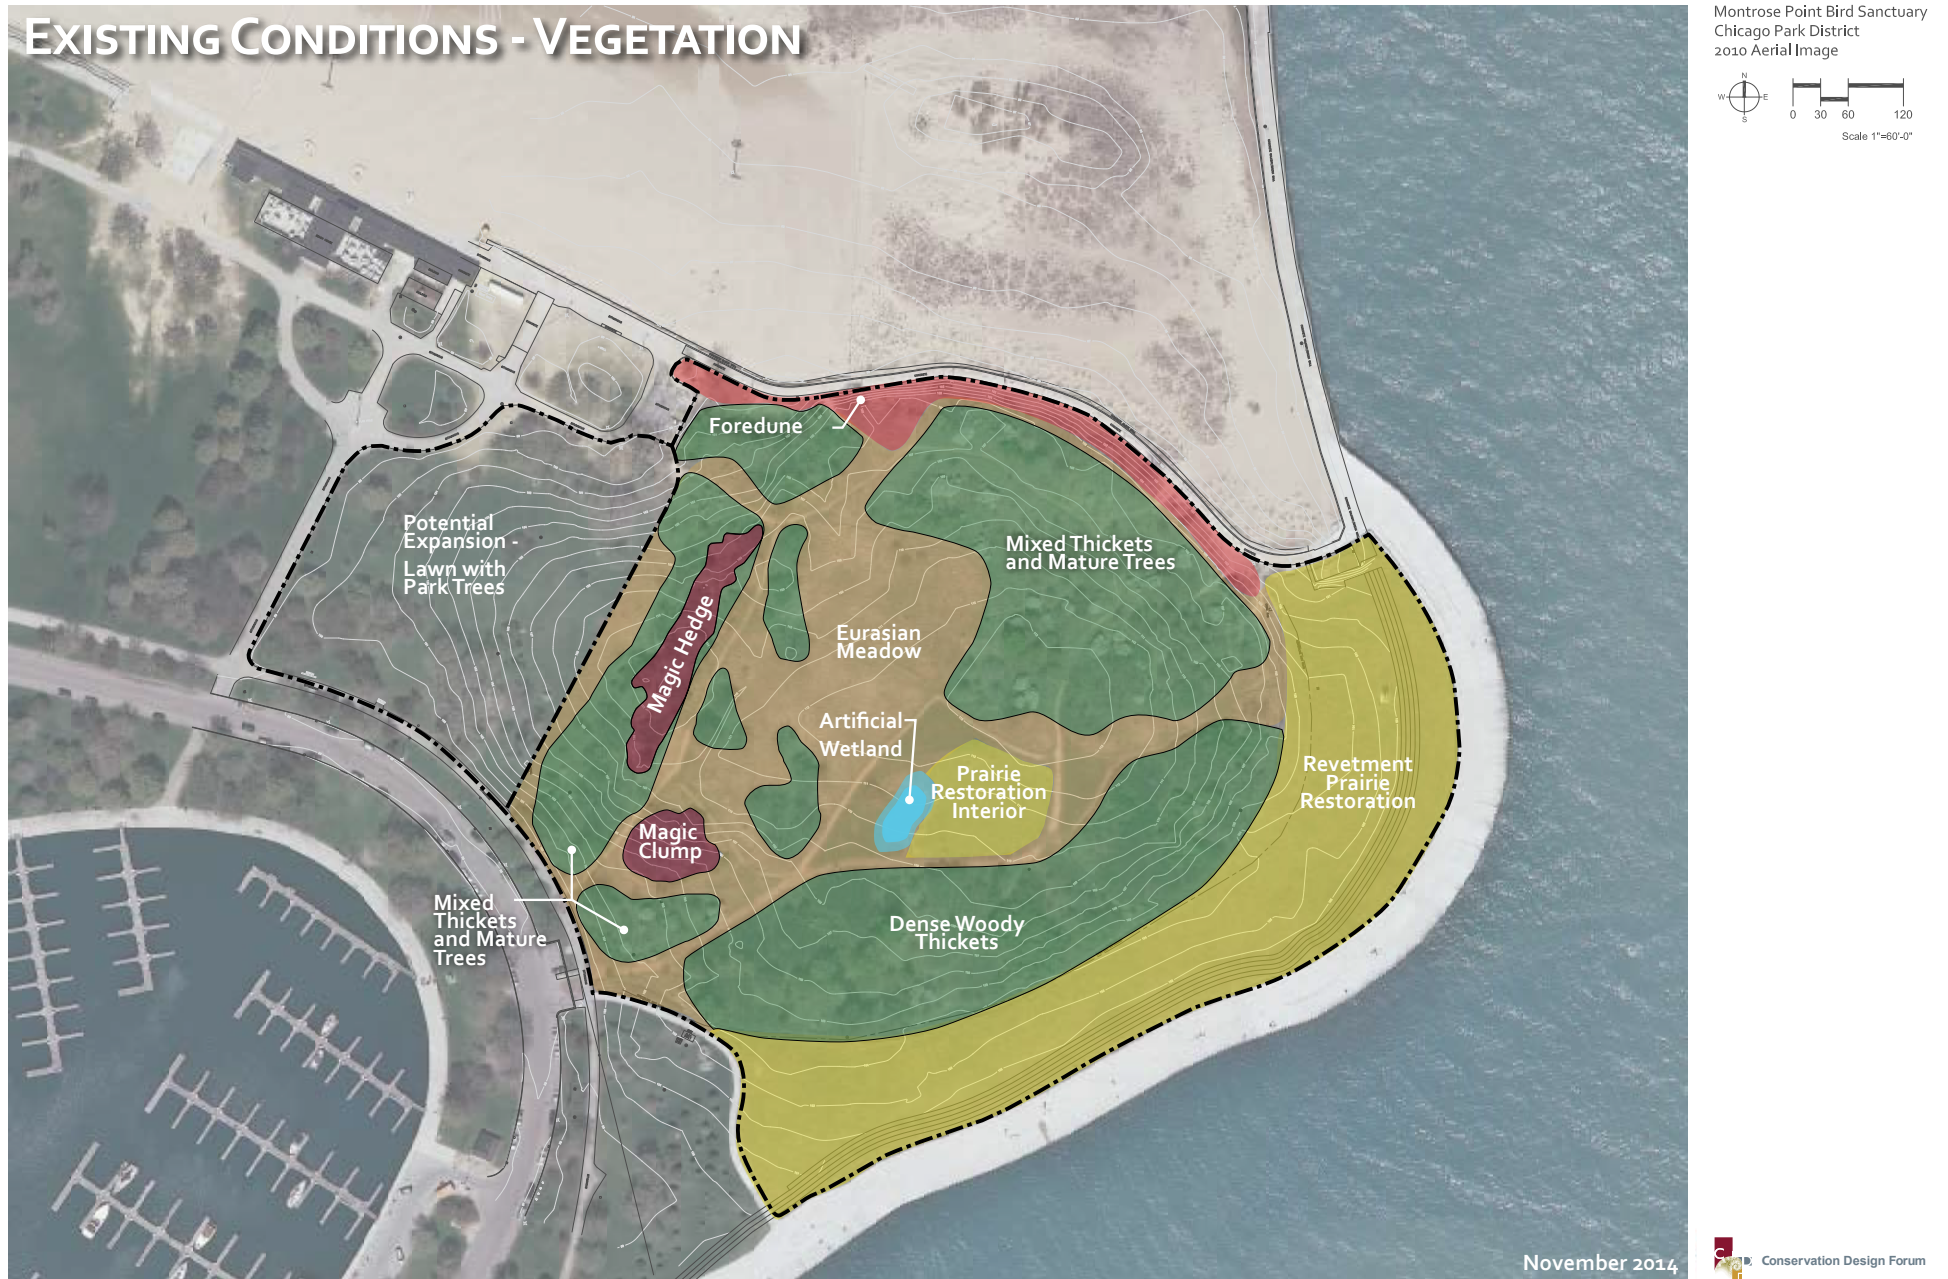 EXISTING CONDITIONS - VEGETATION
Montrose Point Bird Sanctuary
Chicago Park District
2010 Aerial Image
N
W
E
S
0 30 60 120
Scale 1"=60'-0"
Foredune
Potential
Expansion -
Lawn with
Park Trees
Mixed Thickets
and Mature Trees
Magic Hedge
Eurasian
Meadow
Artificial
Wetland
Prairie
Restoration
Interior
Revetment
Prairie
Restoration
Magic
Clump
Mixed
Thickets
and Mature
Trees
Dense Woody
Thickets
November 2014
Conservation Design Forum